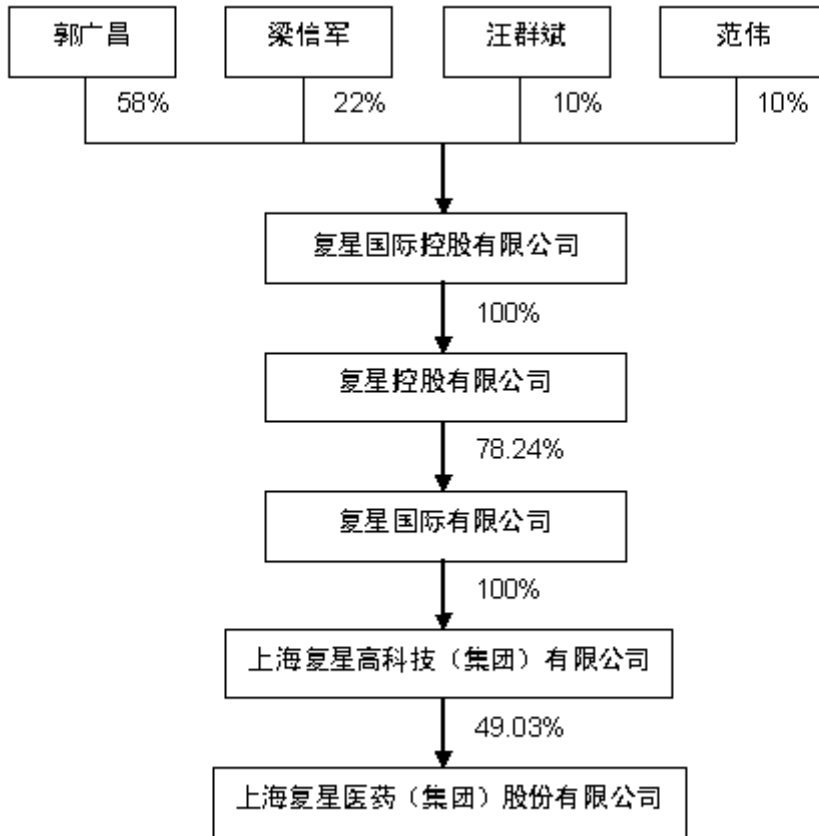 郭广昌
梁信军
汪群斌
范伟
58%
22%
10%
10%
复星国际控股有限公司
100%
复星控股有限公司
78.24%
复星国际有限公司
100%
上海复星高科技（集团）有限公司
49.03%
上海复星医药（集团）股份有限公司